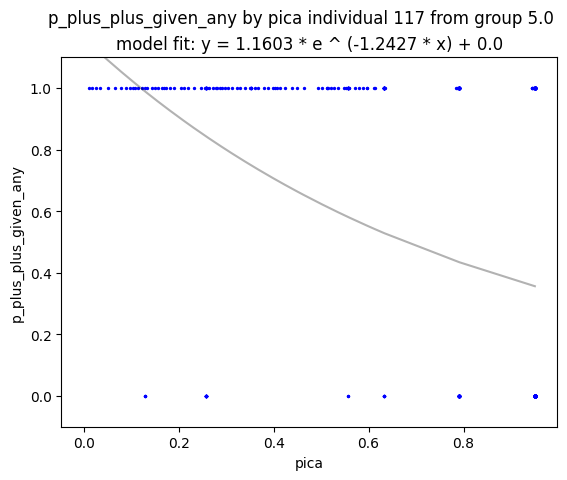 p_plus_plus_given_any by pica individual 117 from group 5.0
model fit: y = 1.1603 * e ^ (-1.2427 * x) + 0.0
1.0
0.8
0.6
0.4
0.2
0.0
p_plus_plus_given_any
0.0 0.2 0.4 0.6 0.8
pica